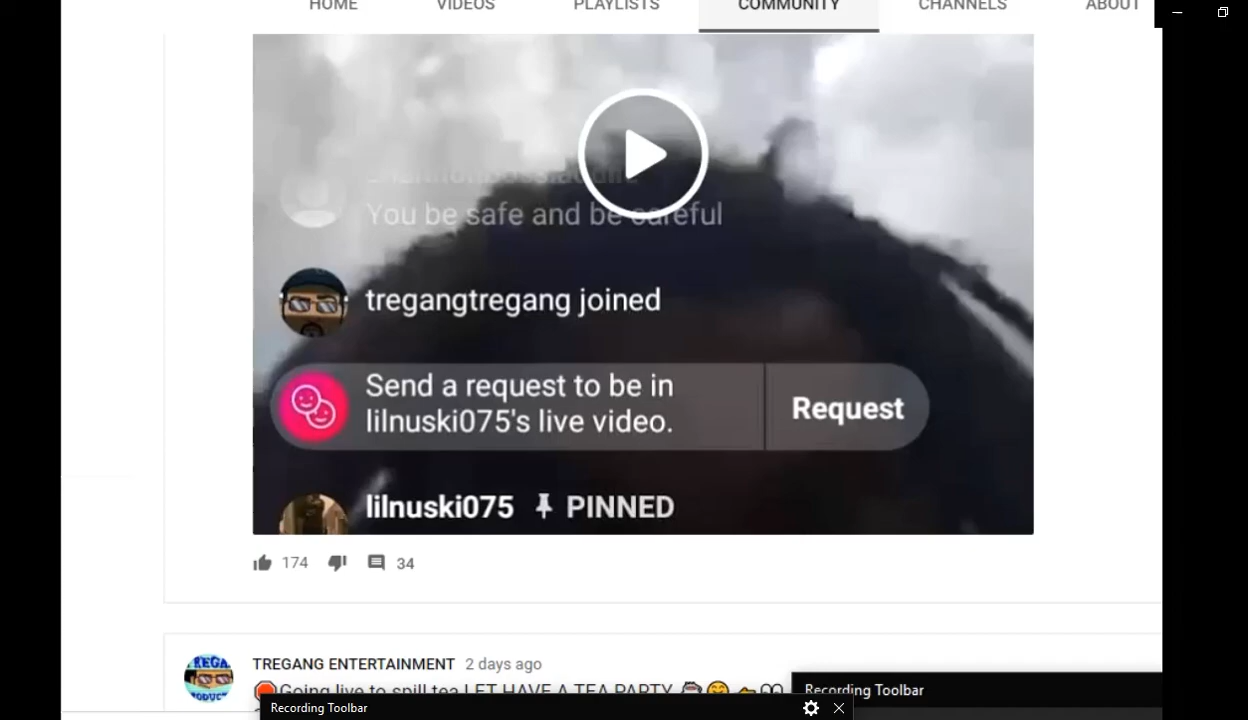 HOME VIDEOS PLAYLISTS COMMUNITY CHANNELS ABOUT
You be safe and be careful
tregangtregang joined
Send a request to be in
lilnuski075's live video.
Request
lilnuski075 PINNED
174 34
TREGANG ENTERTAINMENT 2 days ago
Going live to spill tea LET HAVE A TEA PARTY
Recording Toolbar
Recording Toolbar